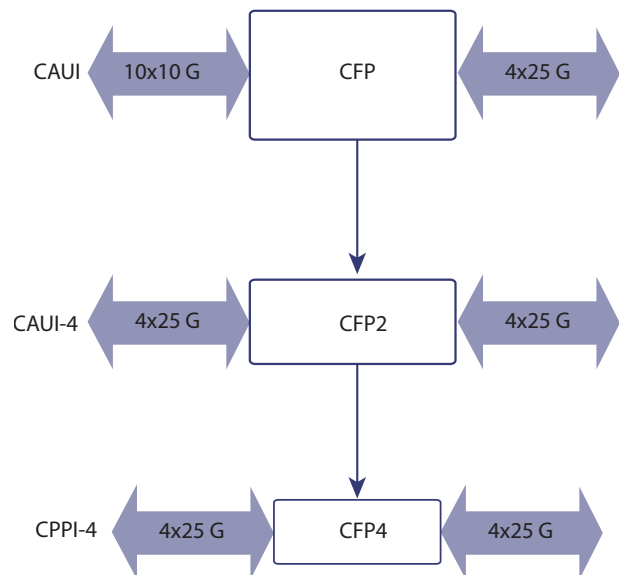 CAUI 10x10 G CFP 4x25 G
CAUI-4 4x25 G CFP2 4x25 G
CPPI-4 4x25 G CFP4 4x25 G